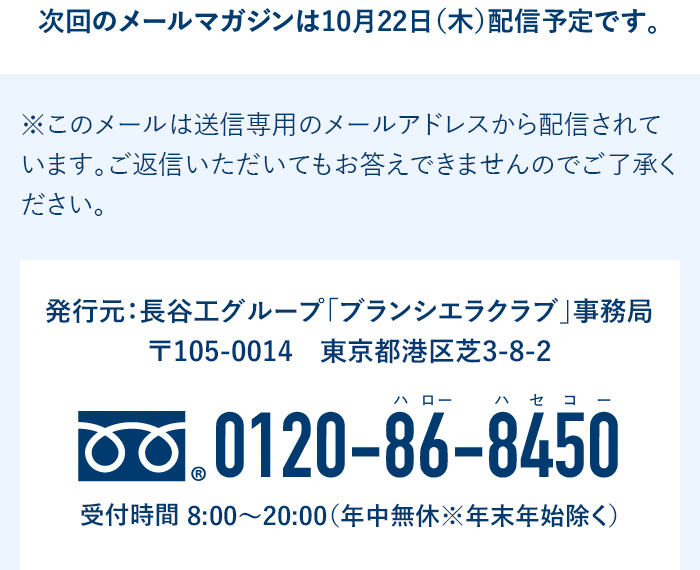 次回のメールマガジンは10月22日（木）配信予定です。
※このメールは送信専用のメールアドレスから配信されて
います。ご返信いただいてもお答えできませんのでご了承く
ださい。
発行元：長谷工グループ「ブランシエラクラブ」事務局
〒105-0014　東京都港区芝3-8-2
ハロー　ハセコー
® 0120-86-8450
受付時間 8:00～20:00（年中無休※年末年始除く）